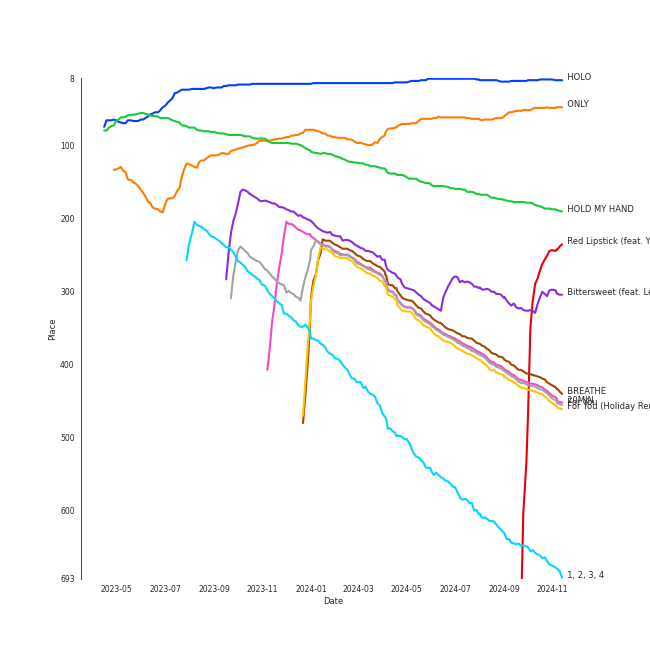 8
100
200
300
400
500
600
693
Place
2023-05
2023-07
2023-09
2023-11
2024-01
2024-03
2024-05
2024-07
2024-09
2024-11
Date
HOLO
ONLY
HOLD MY HAND
Red Lipstick (feat. Y
Bittersweet (feat. Le
BREATHE
20MIN
For You (Holiday Rem
1, 2, 3, 4